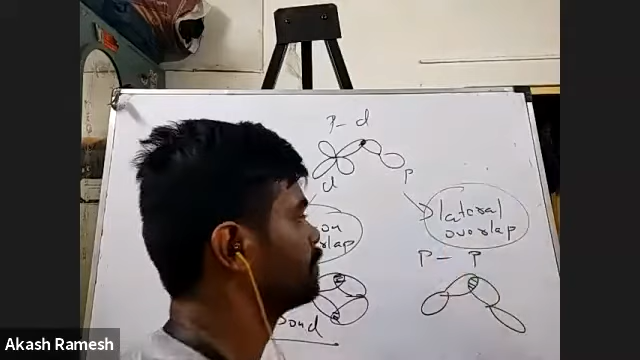 P - d
d
P
lateral
overlap
P - P
Akash Ramesh